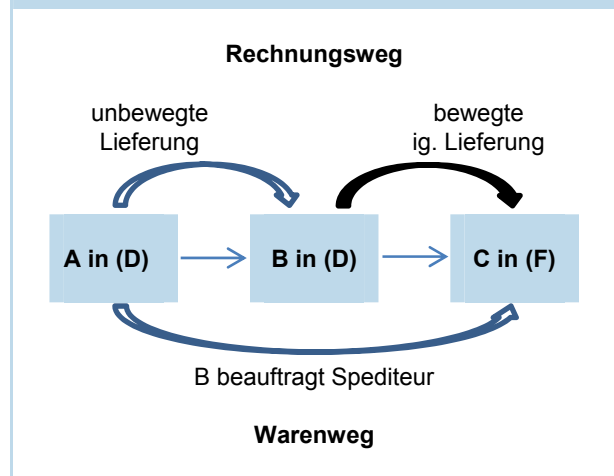 Rechnungsweg
unbewegte
Lieferung
bewegte
ig. Lieferung
A in (D)
B in (D)
C in (F)
B beauftragt Spediteur
Warenweg